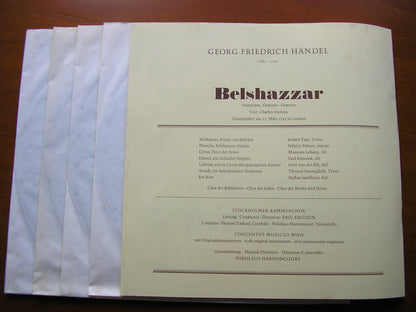 GEORG FRIEDRICH HÄNDEL
Belshazzar
Oratorium · Oratorio · Oratorio
Text: Charles Jennens
Uraufgeführt am 27. März 1745 in London
Belshazzar, König von Babylon Robert Tear, Tenor
Nitocris, Belshazzars Mutter Felicity Palmer, Sopran
Cyrus, Fürst der Perser Maureen Lehane, Alt
Daniel, ein jüdischer Prophet Paul Esswood, Alt
Gobrias, ein zu Cyrus übergegangener Assyrer Peter van der Bilt, Baß
Arioch, ein babylonischer Hofmann Thomas Sunnegårdh, Tenor
Ein Bote Staffan Sandlund, Baß
Chor der Babylonier · Chor der Juden · Chor der Meder und Perser
STOCKHOLMER KAMMERCHOR
Leitung · Conductor · Direction: ERIC ERICSON
Continuo: Herbert Tachezi, Cembalo · Nikolaus Harnoncourt, Violoncello
CONCENTUS MUSICUS WIEN
mit Originalinstrumenten · with original instruments · avec instruments originaux
Gesamtleitung · Musical Direction · Direction d'ensemble:
NIKOLAUS HARNONCOURT